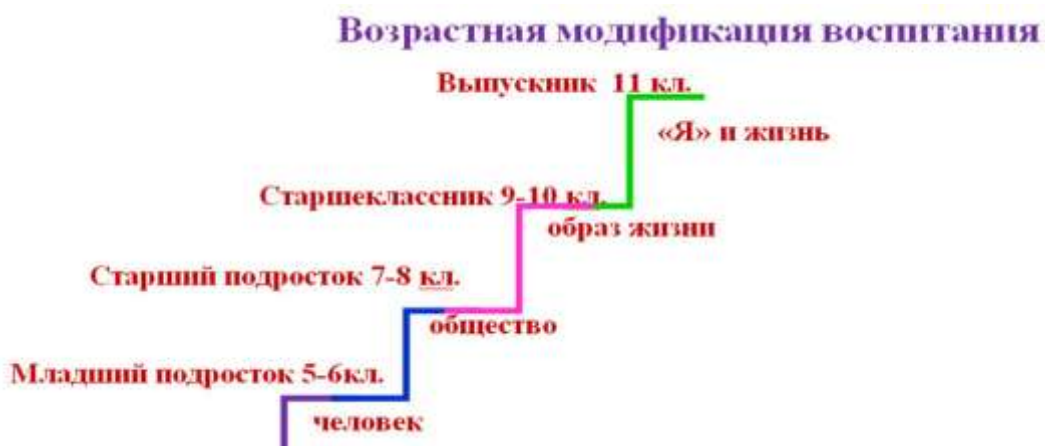 Возрастная модификация воспитания
Выпускник 11 кл.
«Я» и жизнь
Старшеклассник 9-10 кл.
образ жизни
Старший подросток 7-8 кл.
общество
Младший подросток 5-6кл.
человек